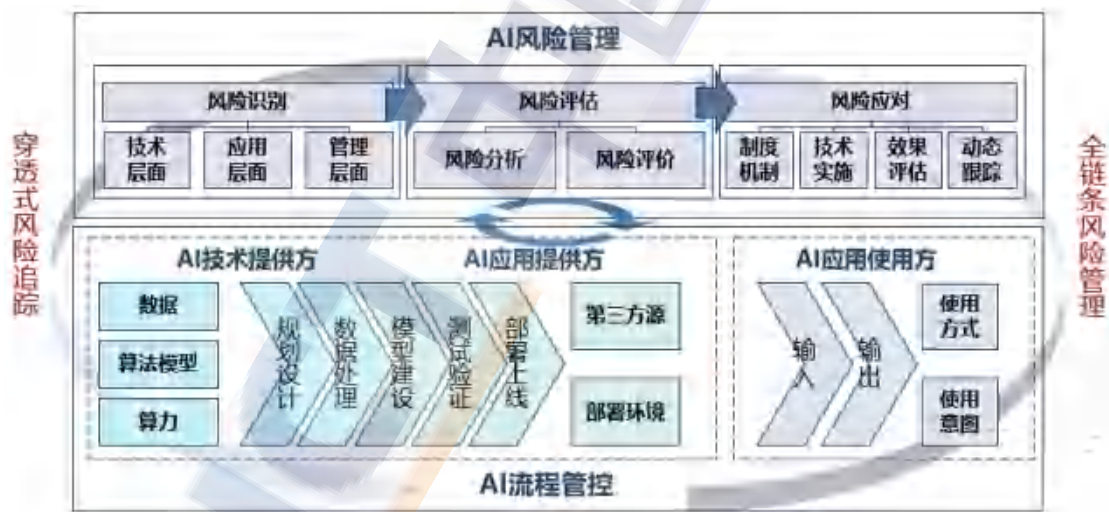 AI风险管理
风险识别
风险评估
风险应对
技术
层面
应用
层面
管理
层面
风险分析
风险评价
制度
机制
技术
实施
效果
评估
动态
跟踪
穿透式风险追踪
全链条风险管理
AI技术提供方
AI应用提供方
AI应用使用方
数据
算法模型
算力
规划设计
数据处理
模型建设
测试验证
部署上线
第三方源
部署环境
输入
输出
使用
方式
使用
意图
AI流程管控